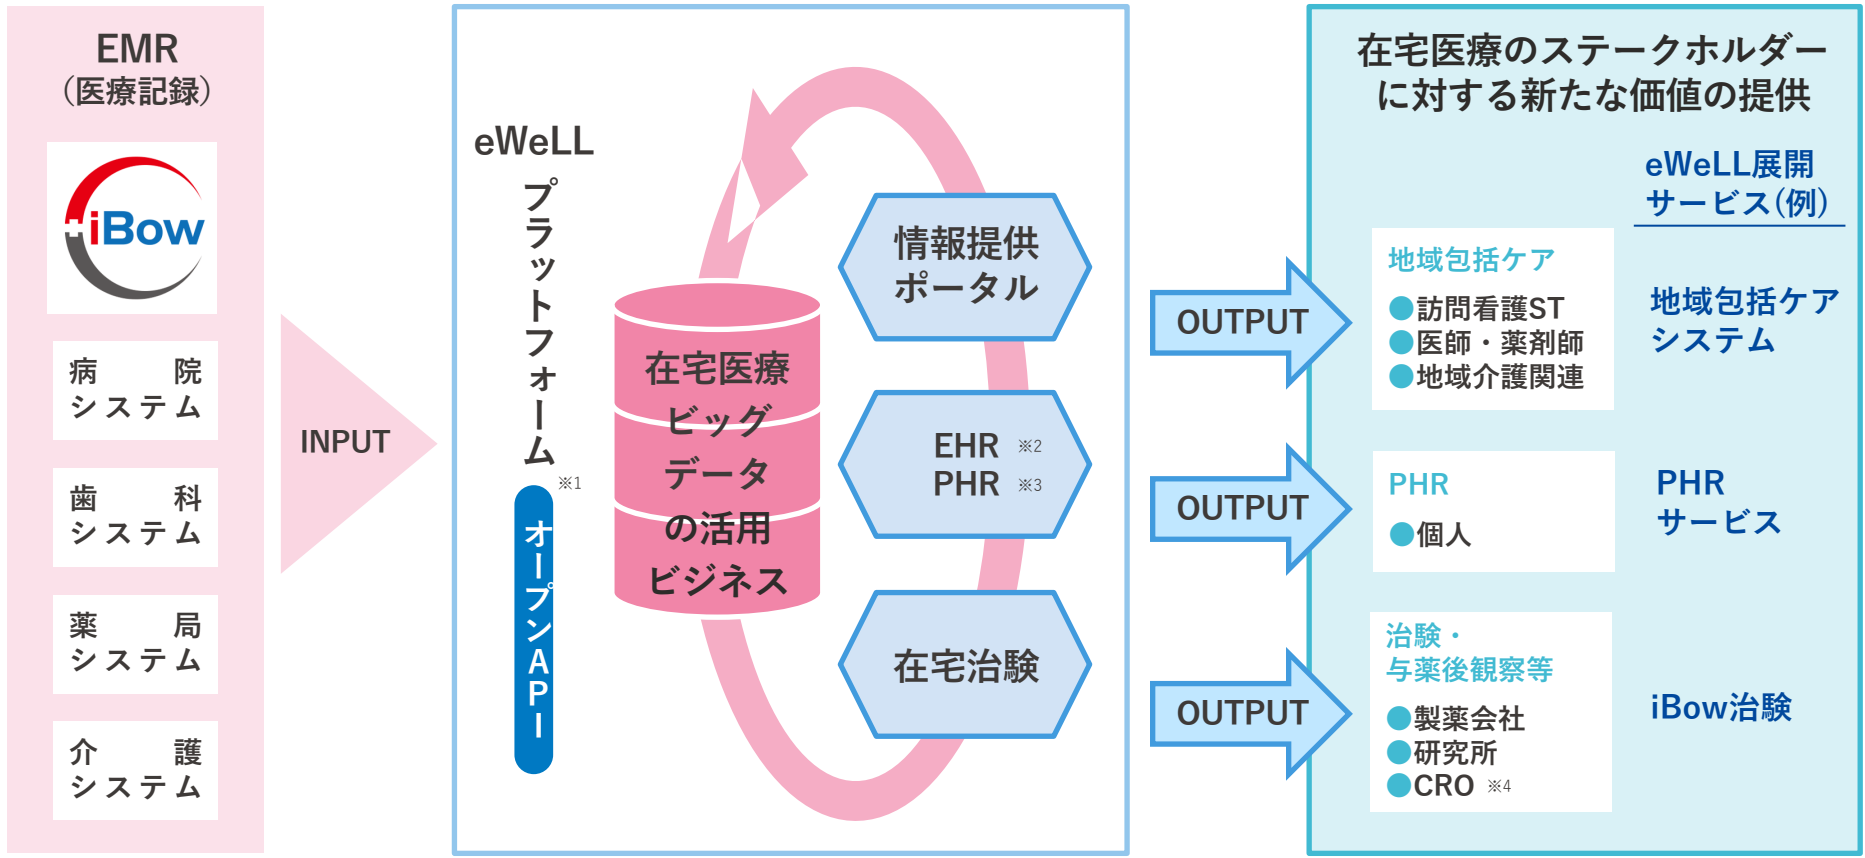 EMR
（医療記録）
iBow
病院
システム
歯科
システム
薬局
システム
介護
システム
INPUT
eWeLL
プラットフォーム
※1
オープンAPI
在宅医療
ビッグ
データ
の活用
ビジネス
情報提供
ポータル
EHR ※2
PHR ※3
在宅治験
OUTPUT
OUTPUT
OUTPUT
在宅医療のステークホルダー
に対する新たな価値の提供
eWeLL展開
サービス(例)
地域包括ケア
●訪問看護ST
●医師・薬剤師
●地域介護関連
地域包括ケア
システム
PHR
●個人
PHR
サービス
治験・
与薬後観察等
●製薬会社
●研究所
●CRO ※4
iBow治験